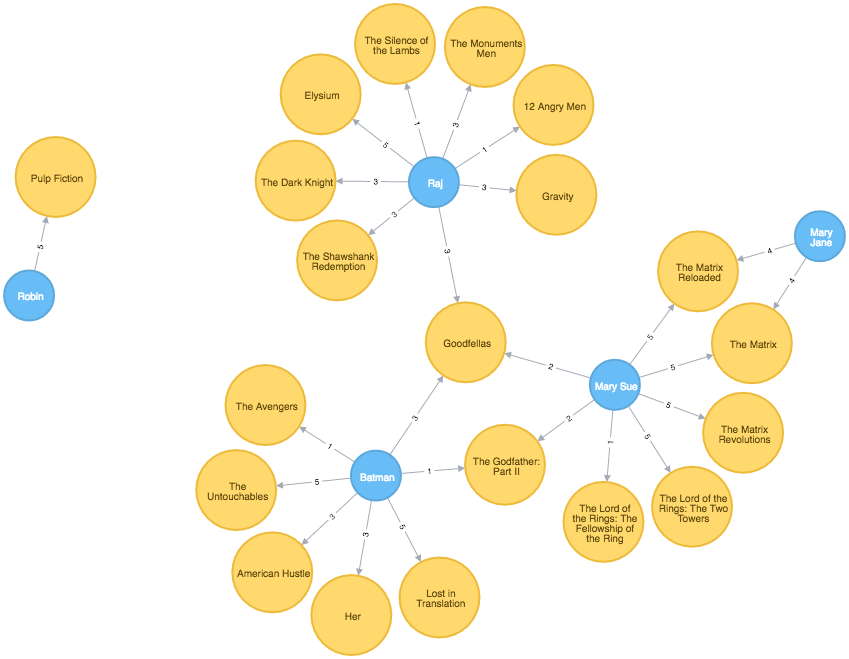 The Silence of
the Lambs
The Monuments
Men
Elysium
12 Angry Men
1
3
5
1
Pulp Fiction
The Dark Knight
3
Raj
3
Gravity
3
5
The Shawshank
Redemption
3
Robin
Mary
Jane
4
The Matrix
Reloaded
4
Goodfellas
5
The Matrix
2
5
Mary Sue
The Avengers
3
2
5
1
5
The Matrix
Revolutions
1
Batman
1
The Godfather:
Part II
The
Untouchables
5
3
3
5
The Lord of
the Rings: The
Fellowship of
the Ring
The Lord of the
Rings: The Two
Towers
American Hustle
Her
Lost in
Translation